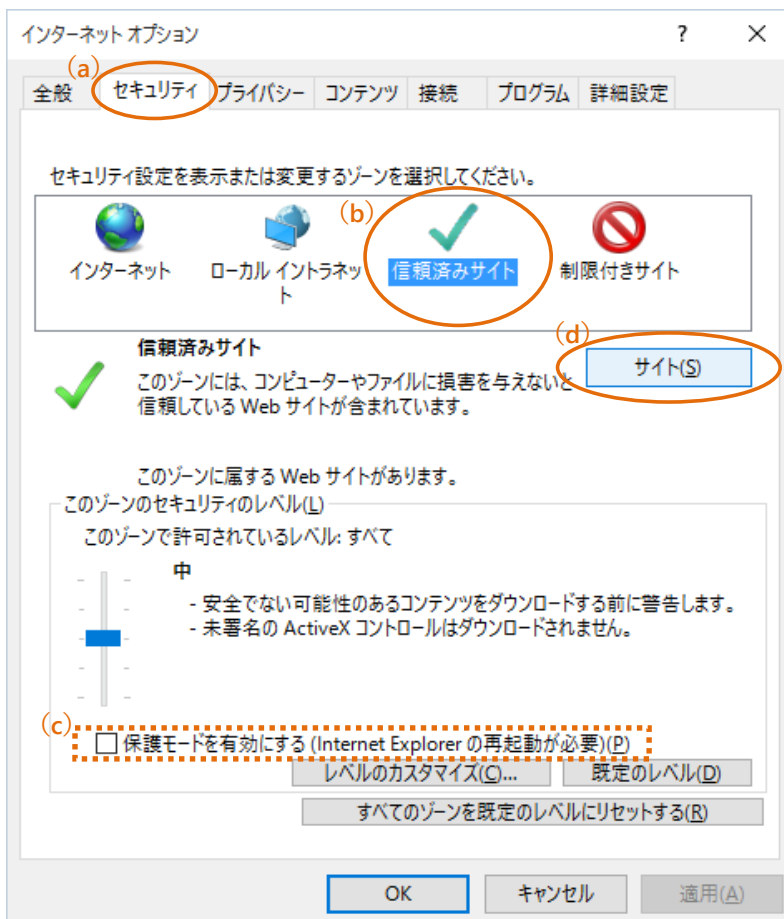 インターネット オプション ? ×
(a)
全般 セキュリティ プライバシー コンテンツ 接続 プログラム 詳細設定
セキュリティ設定を表示または変更するゾーンを選択してください。
(b)
インターネット ローカル イントラネット 信頼済みサイト 制限付きサイト
(d)
信頼済みサイト
サイト(S)
このゾーンには、コンピューターやファイルに損害を与えないと
信頼している Web サイトが含まれています。
このゾーンに属する Web サイトがあります。
このゾーンのセキュリティのレベル(L)
このゾーンで許可されているレベル: すべて
中
- 安全でない可能性のあるコンテンツをダウンロードする前に警告します。
- 未署名の ActiveX コントロールはダウンロードされません。
(c)
保護モードを有効にする (Internet Explorer の再起動が必要)(P)
レベルのカスタマイズ(C)... 既定のレベル(D)
すべてのゾーンを既定のレベルにリセットする(R)
OK キャンセル 適用(A)